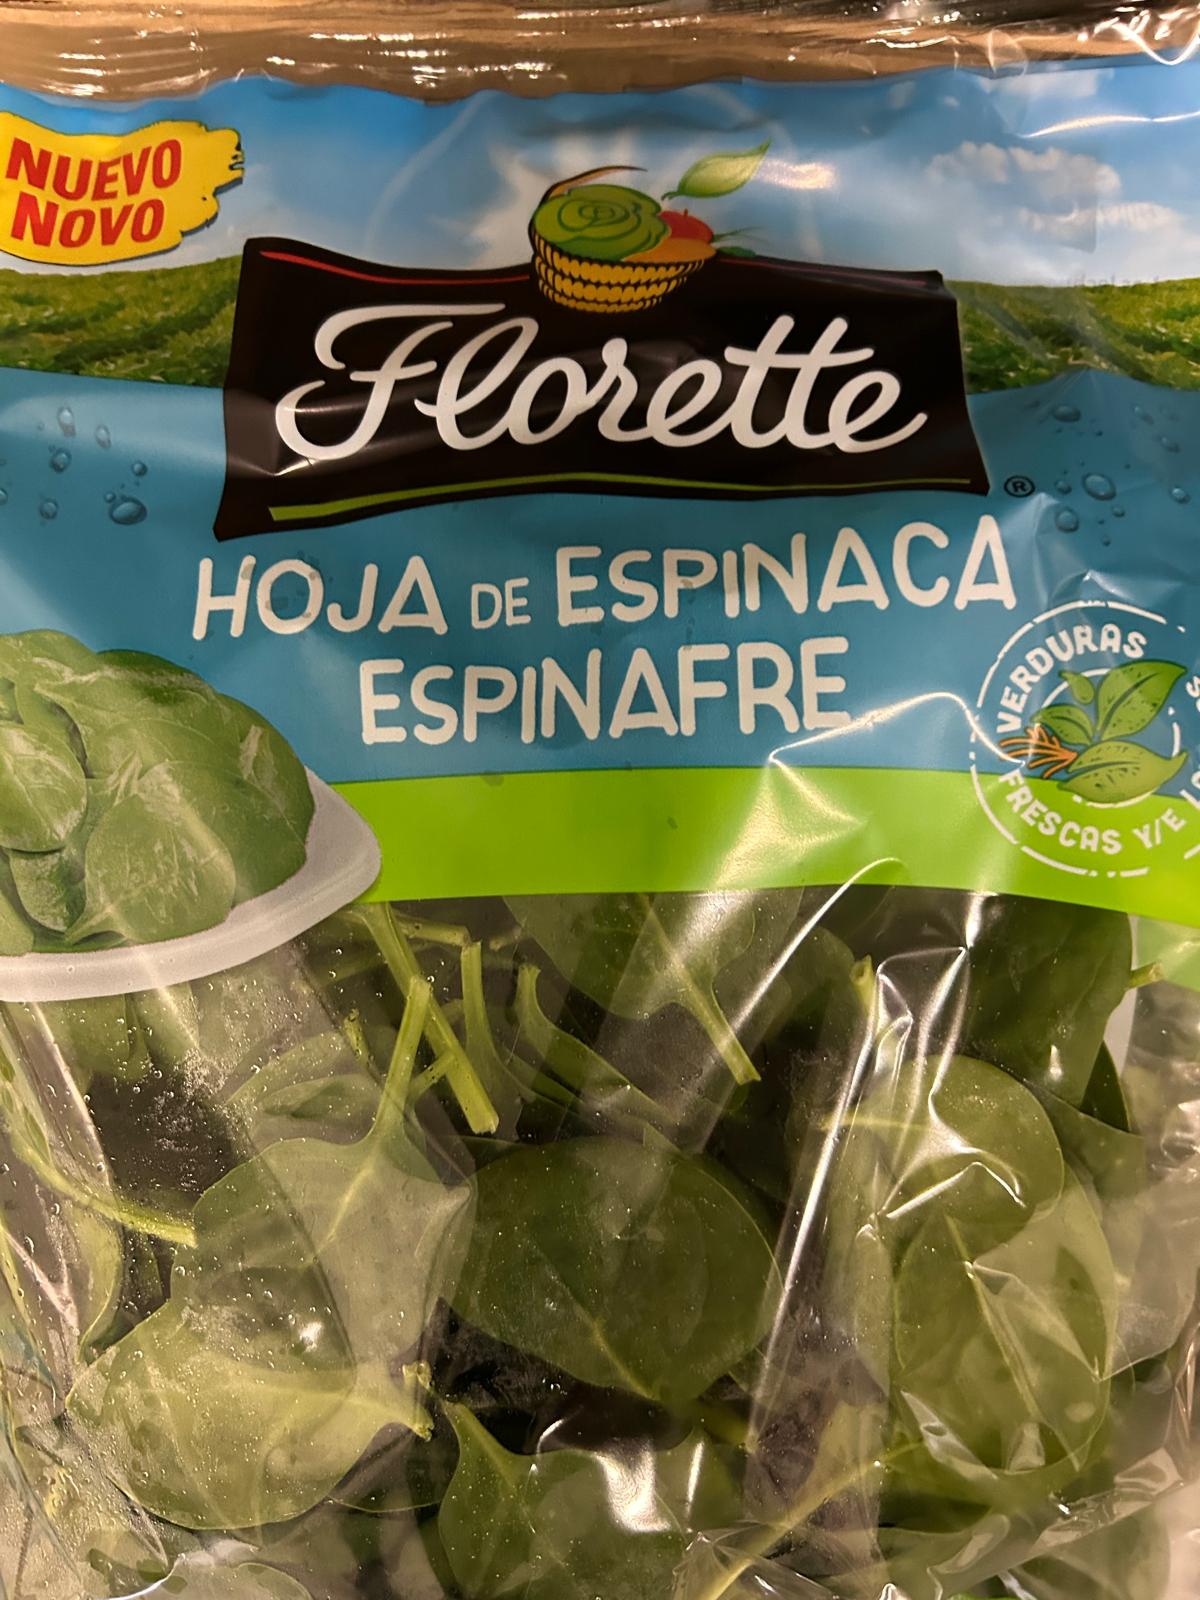 NUEVO
NOVO
Florette
®
HOJA DE ESPINACA
ESPINAFRE
VERDURAS
FRESCAS Y/E